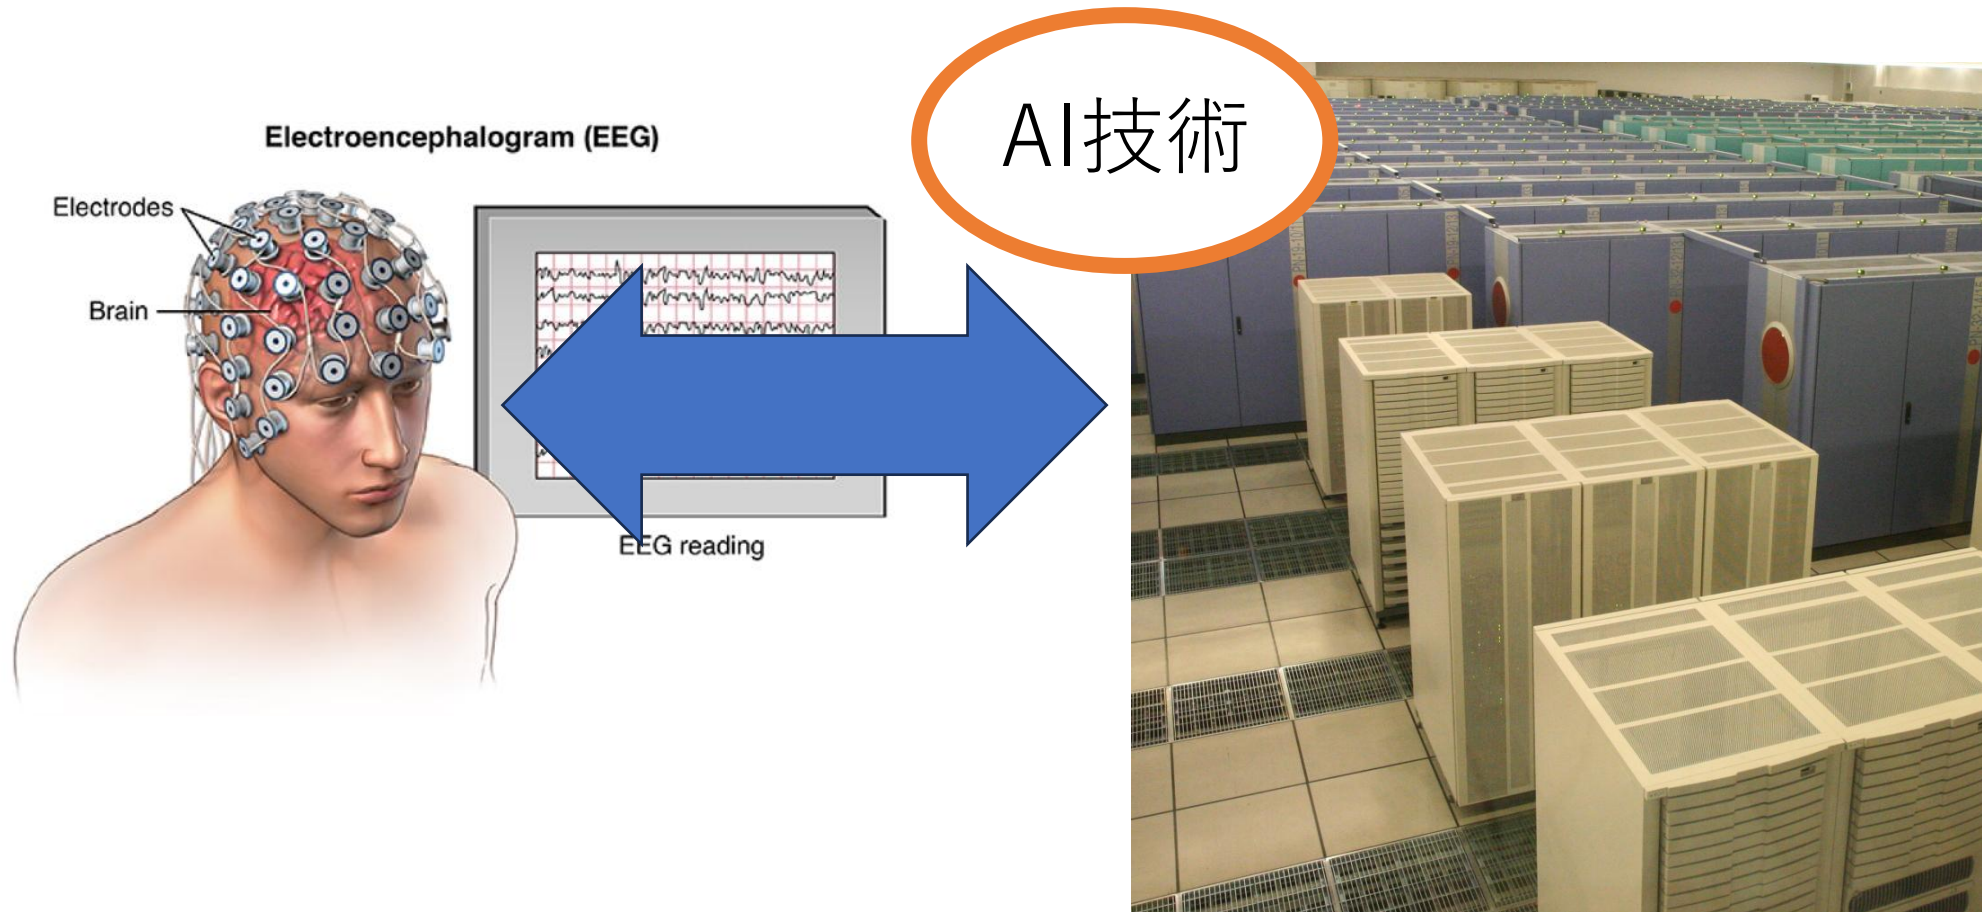 AI技術
Electroencephalogram (EEG)
Electrodes
Brain
EEG reading